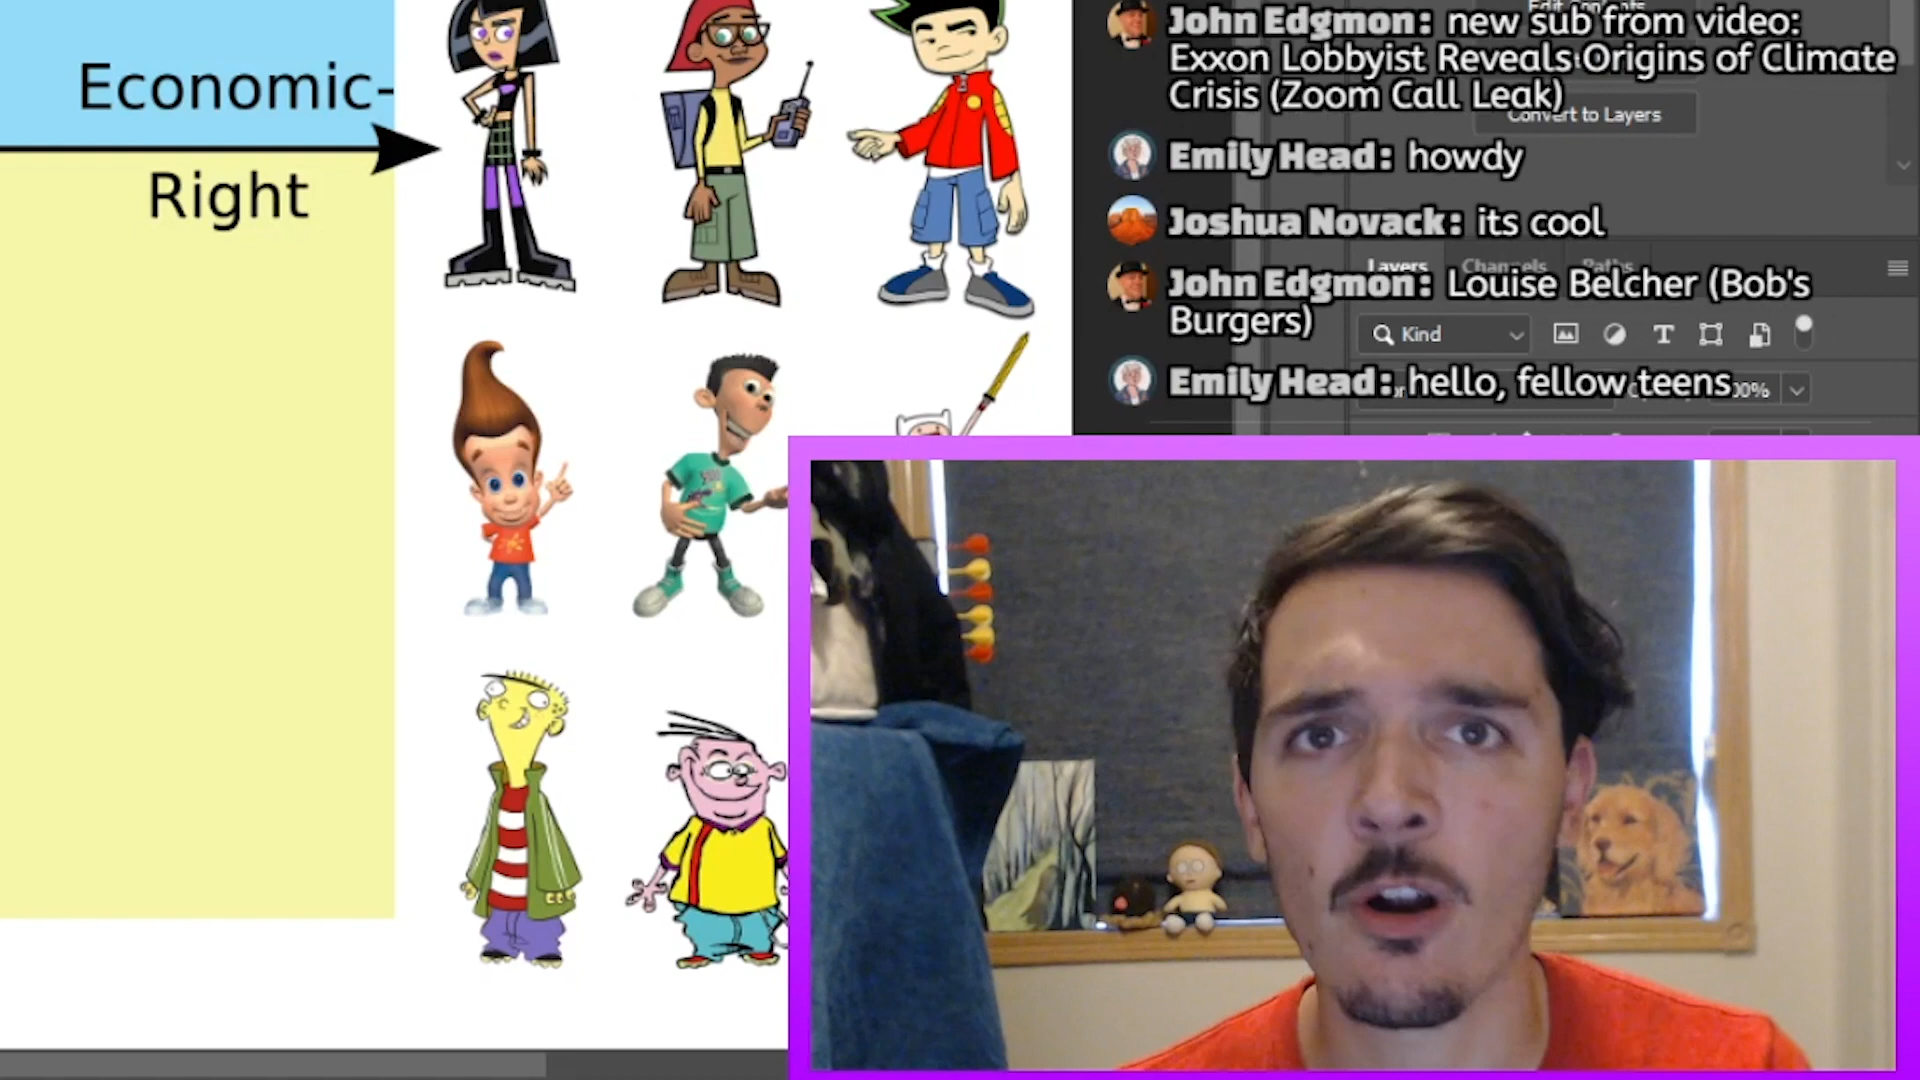 Economic-
Right
John Edgmon: new sub from video:
Exxon Lobbyist Reveals Origins of Climate
Crisis (Zoom Call Leak)
Convert to Layers
Emily Head: howdy
Joshua Novack: its cool
Layers Channels Paths
John Edgmon: Louise Belcher (Bob's
Burgers)
Kind
Emily Head: hello, fellow teens